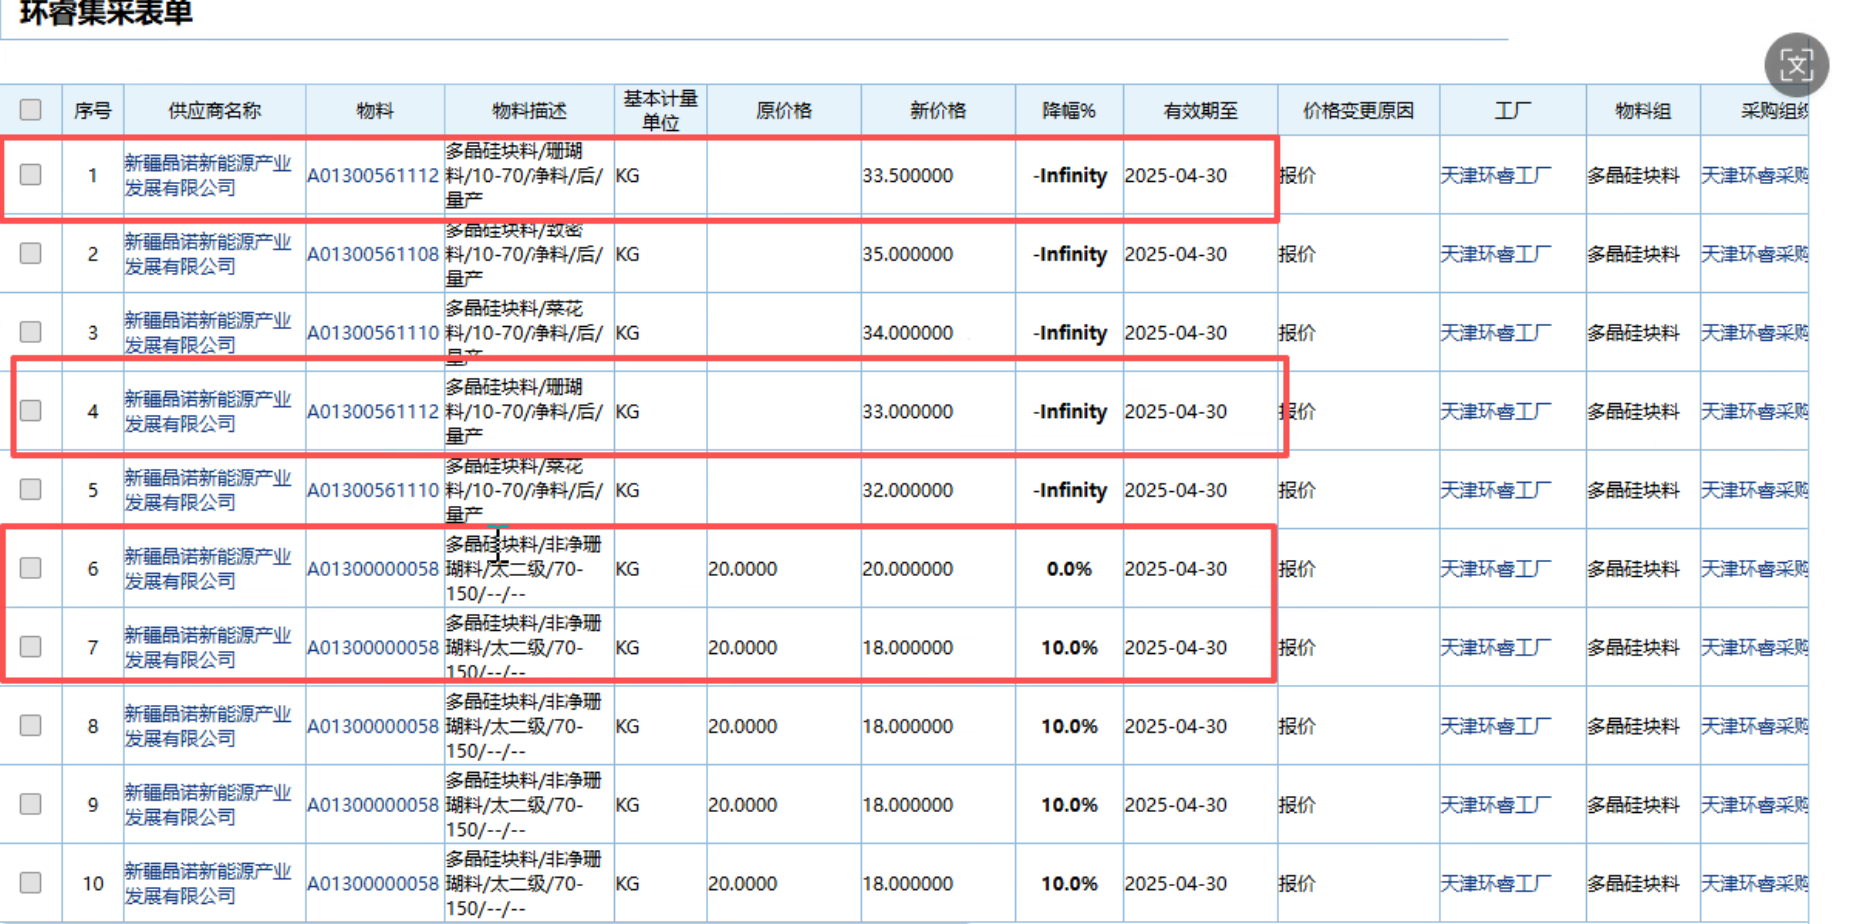 环睿集采表单
序号 供应商名称 物料 物料描述 基本计量单位 原价格 新价格 降幅% 有效期至 价格变更原因 工厂 物料组 采购组织
1 新疆晶诺新能源产业发展有限公司 A01300561112 多晶硅块料/珊瑚料/10-70/净料/后/量产 KG 33.500000 -Infinity 2025-04-30 报价 天津环睿工厂 多晶硅块料 天津环睿采购
2 新疆晶诺新能源产业发展有限公司 A01300561108 多晶硅块料/致密料/10-70/净料/后/量产 KG 35.000000 -Infinity 2025-04-30 报价 天津环睿工厂 多晶硅块料 天津环睿采购
3 新疆晶诺新能源产业发展有限公司 A01300561110 多晶硅块料/菜花料/10-70/净料/后/量产 KG 34.000000 -Infinity 2025-04-30 报价 天津环睿工厂 多晶硅块料 天津环睿采购
4 新疆晶诺新能源产业发展有限公司 A01300561112 多晶硅块料/珊瑚料/10-70/净料/后/量产 KG 33.000000 -Infinity 2025-04-30 报价 天津环睿工厂 多晶硅块料 天津环睿采购
5 新疆晶诺新能源产业发展有限公司 A01300561110 多晶硅块料/菜花料/10-70/净料/后/量产 KG 32.000000 -Infinity 2025-04-30 报价 天津环睿工厂 多晶硅块料 天津环睿采购
6 新疆晶诺新能源产业发展有限公司 A01300000058 多晶硅块料/非净珊瑚料/太二级/70-150/--/-- KG 20.0000 20.000000 0.0% 2025-04-30 报价 天津环睿工厂 多晶硅块料 天津环睿采购
7 新疆晶诺新能源产业发展有限公司 A01300000058 多晶硅块料/非净珊瑚料/太二级/70-150/--/-- KG 20.0000 18.000000 10.0% 2025-04-30 报价 天津环睿工厂 多晶硅块料 天津环睿采购
8 新疆晶诺新能源产业发展有限公司 A01300000058 多晶硅块料/非净珊瑚料/太二级/70-150/--/-- KG 20.0000 18.000000 10.0% 2025-04-30 报价 天津环睿工厂 多晶硅块料 天津环睿采购
9 新疆晶诺新能源产业发展有限公司 A01300000058 多晶硅块料/非净珊瑚料/太二级/70-150/--/-- KG 20.0000 18.000000 10.0% 2025-04-30 报价 天津环睿工厂 多晶硅块料 天津环睿采购
10 新疆晶诺新能源产业发展有限公司 A01300000058 多晶硅块料/非净珊瑚料/太二级/70-150/--/-- KG 20.0000 18.000000 10.0% 2025-04-30 报价 天津环睿工厂 多晶硅块料 天津环睿采购